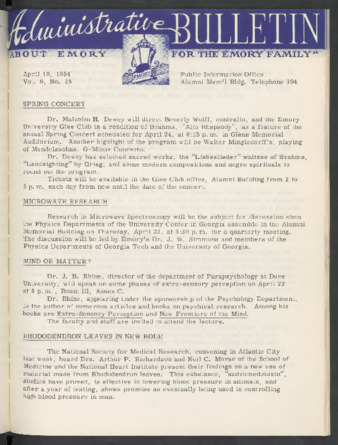 Administrative BULLETIN
ABOUT EMORY FOR THE EMORY FAMILY"
April 19, 1954 Public Information Office
Vo. 9, No. 25 Alumni Mem'l Bldg. Telephone 394
SPRING CONCERT
Dr. Malcolm H. Dewey will direct Beverly Wolff, contralto, and the Emory
University Glee Club in a rendition of Brahms, "Alto Rhapsody", as a feature of the
annual Spring Concert scheduled for April 24, at 8:15 p.m. in Glenn Memorial
Auditorium. Another highlight of the program will be Walter Mingledorff's playing
of Mendelssohns, G-Minor Concerto.
Dr. Dewey has selected sacred works, the "Liebeslieder" waltzes of Brahms,
"Landsighting" by Grieg, and some modern compositions and negro spirituals to
round out the program.
Tickets will be available in the Glee Club office, Alumni Building from 2 to
5 p.m. each day from now until the date of the concert.
MICROWAVE RESEARCH
Research in Microwave Spectroscopy will be the subject for discussion when
the Physics Departments of the University Center in Georgia assemble in the Alumni
Memorial Building on Thursday, April 22, at 3:30 p.m. for a quarterly meeting.
The discussion will be led by Emory's Dr. J. W. Simmons and members of the
Physics Departments of Georgia Tech and the University of Georgia.
MIND OR MATTER?
Dr. J. B. Rhine, director of the department of Parapsychology at Duke
University, will speak on some phases of extra-sensory perception on April 22
at 8 p.m., Room 111, Annex C.
Dr. Rhine, appearing under the sponsorship of the Psychology Department,
is the author of numerous articles and books on psychical research. Among his
books are Extra-Sensory Perception and New Frontiers of the Mind.
The faculty and staff are invited to attend the lecture.
RHODODENDRON LEAVES IN NEW ROLE
The National Society for Medical Research, convening in Atlantic City
last week, heard Drs. Arthur P. Richardson and Neil C. Moran of the School of
Medicine and the National Heart Institute present their findings on a new use of
material made from Rhododendron leaves. This substance, "andromedotoxin",
studies have proved, is effective in lowering blood pressure in animals, and
after a year of testing, shows promise as eventually being used in controlling
high blood pressure in man.